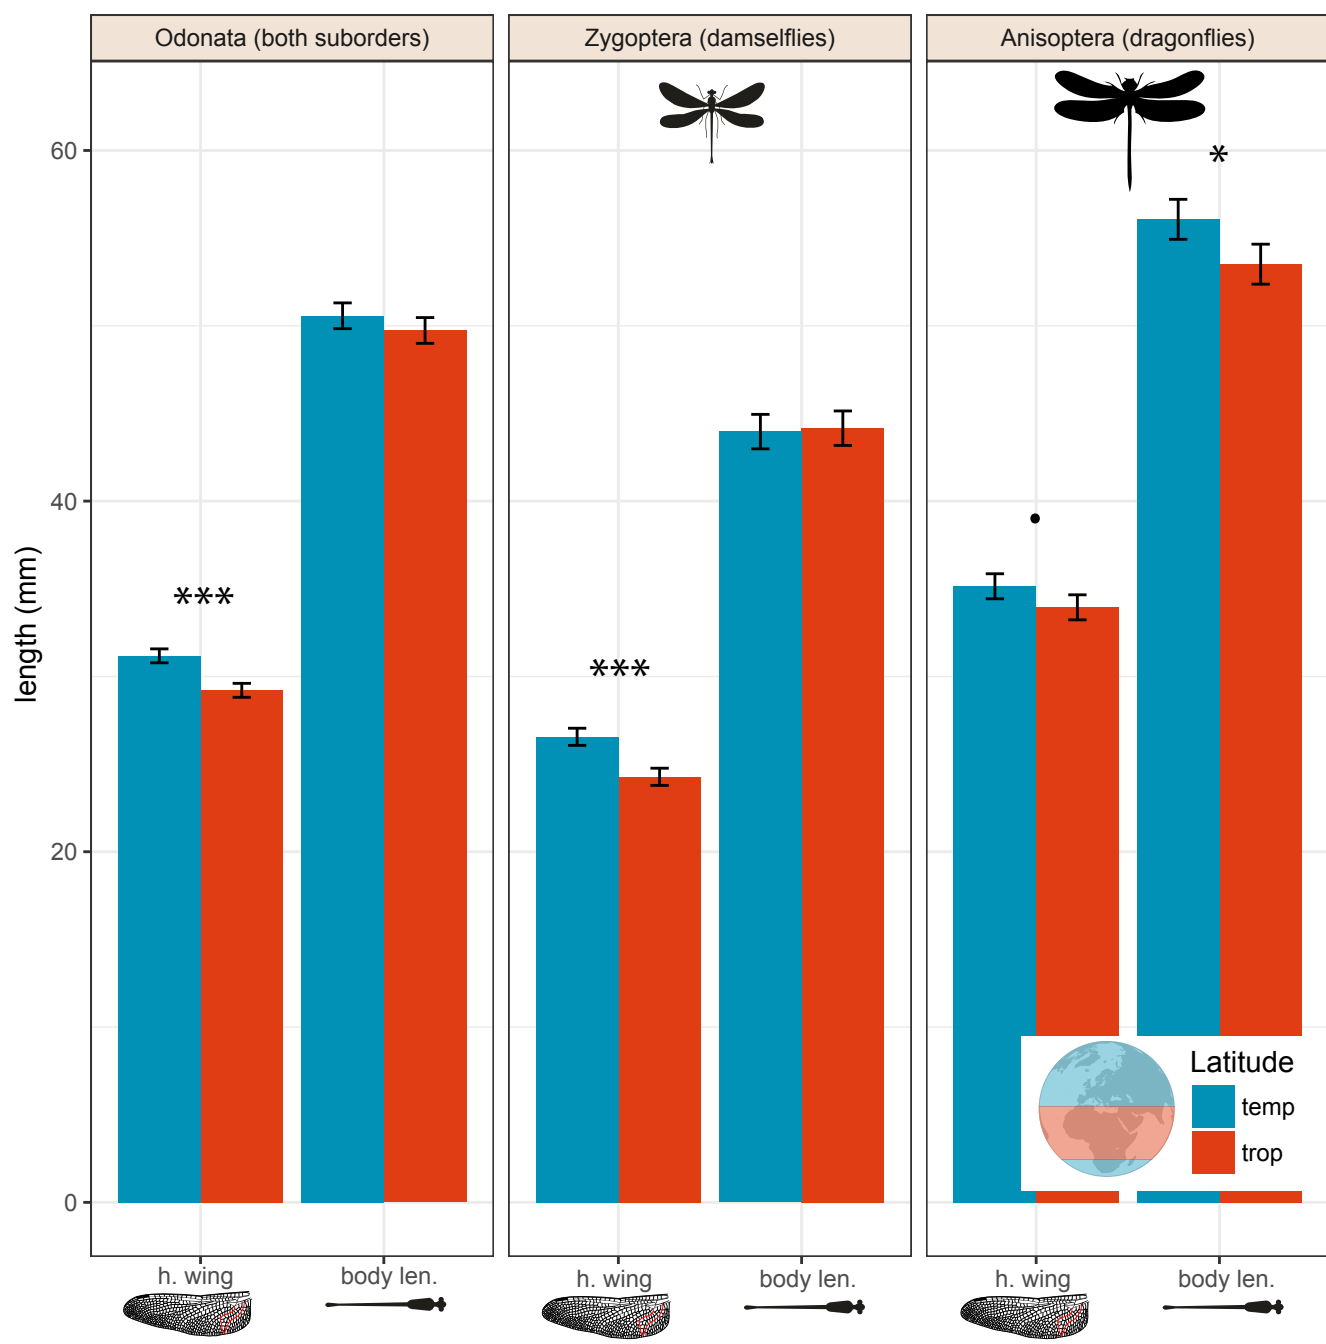 Odonata (both suborders)
Zygoptera (damselflies)
Anisoptera (dragonflies)
60
40
20
0
length (mm)
***
***
•
*
Latitude
temp
trop
h. wing
body len.
h. wing
body len.
h. wing
body len.